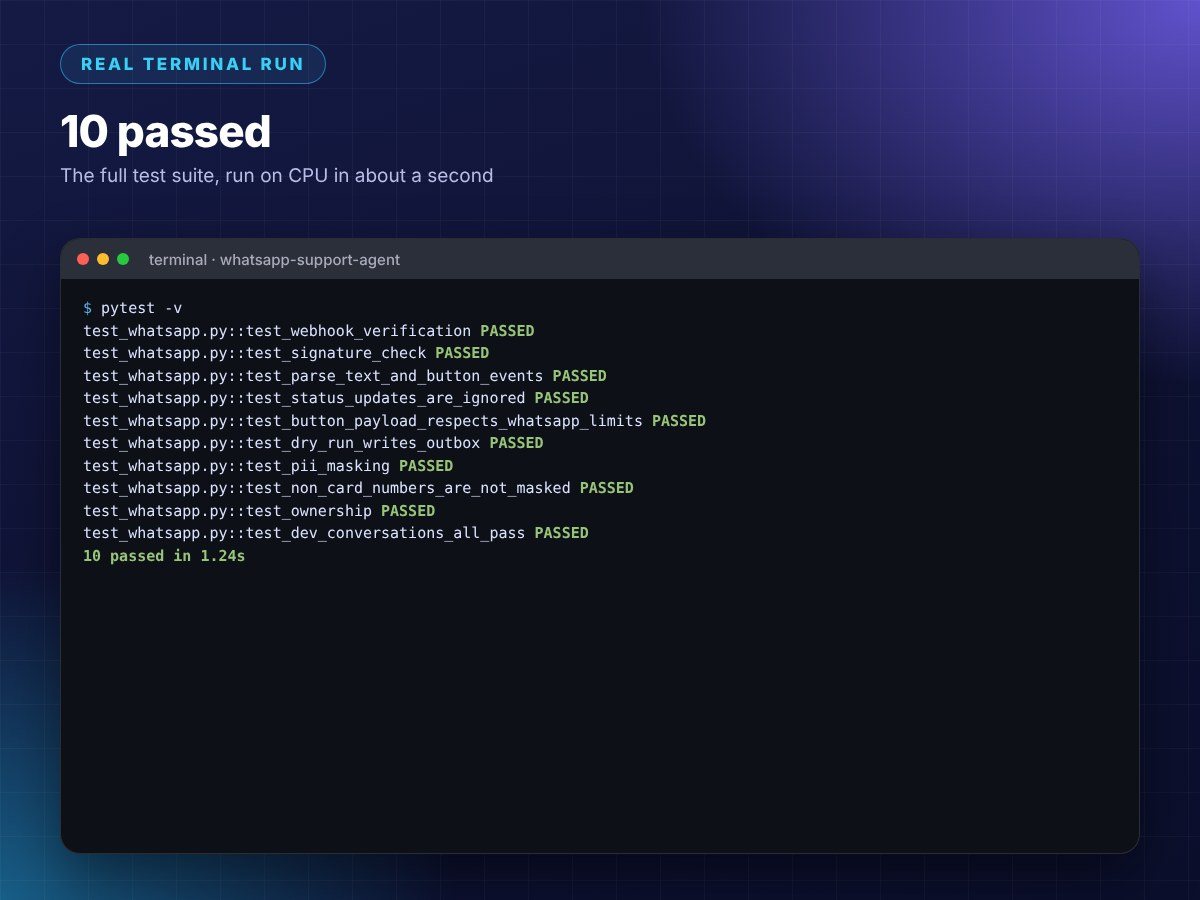 REAL TERMINAL RUN
10 passed
The full test suite, run on CPU in about a second
terminal · whatsapp-support-agent
$ pytest -v
test_whatsapp.py::test_webhook_verification PASSED
test_whatsapp.py::test_signature_check PASSED
test_whatsapp.py::test_parse_text_and_button_events PASSED
test_whatsapp.py::test_status_updates_are_ignored PASSED
test_whatsapp.py::test_button_payload_respects_whatsapp_limits PASSED
test_whatsapp.py::test_dry_run_writes_outbox PASSED
test_whatsapp.py::test_pii_masking PASSED
test_whatsapp.py::test_non_card_numbers_are_not_masked PASSED
test_whatsapp.py::test_ownership PASSED
test_whatsapp.py::test_dev_conversations_all_pass PASSED
10 passed in 1.24s